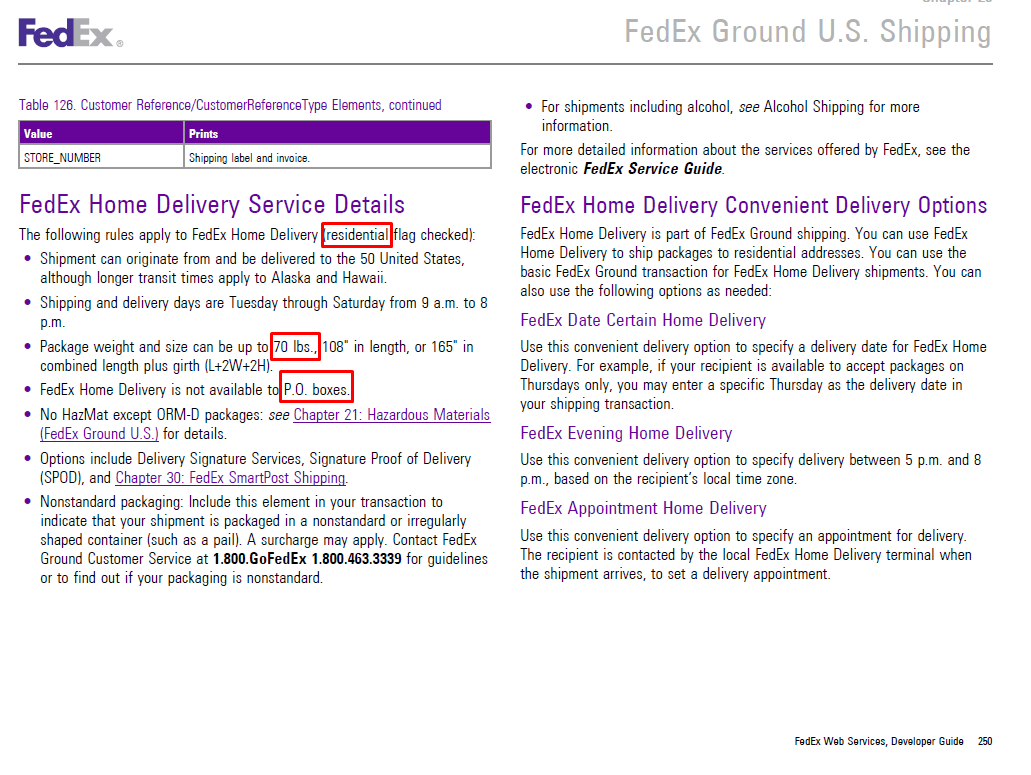 FedEx®
FedEx Ground U.S. Shipping
Table 126. Customer Reference/CustomerReferenceType Elements, continued
Value Prints
STORE_NUMBER Shipping label and invoice.
FedEx Home Delivery Service Details
The following rules apply to FedEx Home Delivery (residential flag checked):
• Shipment can originate from and be delivered to the 50 United States,
although longer transit times apply to Alaska and Hawaii.
• Shipping and delivery days are Tuesday through Saturday from 9 a.m. to 8
p.m.
• Package weight and size can be up to 70 lbs., 108" in length, or 165" in
combined length plus girth (L+2W+2H).
• FedEx Home Delivery is not available to P.O. boxes.
• No HazMat except ORM-D packages: see Chapter 21: Hazardous Materials
(FedEx Ground U.S.) for details.
• Options include Delivery Signature Services, Signature Proof of Delivery
(SPOD), and Chapter 30: FedEx SmartPost Shipping.
• Nonstandard packaging: Include this element in your transaction to
indicate that your shipment is packaged in a nonstandard or irregularly
shaped container (such as a pail). A surcharge may apply. Contact FedEx
Ground Customer Service at 1.800.GoFedEx 1.800.463.3339 for guidelines
or to find out if your packaging is nonstandard.
• For shipments including alcohol, see Alcohol Shipping for more
information.
For more detailed information about the services offered by FedEx, see the
electronic FedEx Service Guide.
FedEx Home Delivery Convenient Delivery Options
FedEx Home Delivery is part of FedEx Ground shipping. You can use FedEx
Home Delivery to ship packages to residential addresses. You can use the
basic FedEx Ground transaction for FedEx Home Delivery shipments. You can
also use the following options as needed:
FedEx Date Certain Home Delivery
Use this convenient delivery option to specify a delivery date for FedEx Home
Delivery. For example, if your recipient is available to accept packages on
Thursdays only, you may enter a specific Thursday as the delivery date in
your shipping transaction.
FedEx Evening Home Delivery
Use this convenient delivery option to specify delivery between 5 p.m. and 8
p.m., based on the recipient's local time zone.
FedEx Appointment Home Delivery
Use this convenient delivery option to specify an appointment for delivery.
The recipient is contacted by the local FedEx Home Delivery terminal when
the shipment arrives, to set a delivery appointment.
FedEx Web Services, Developer Guide 250